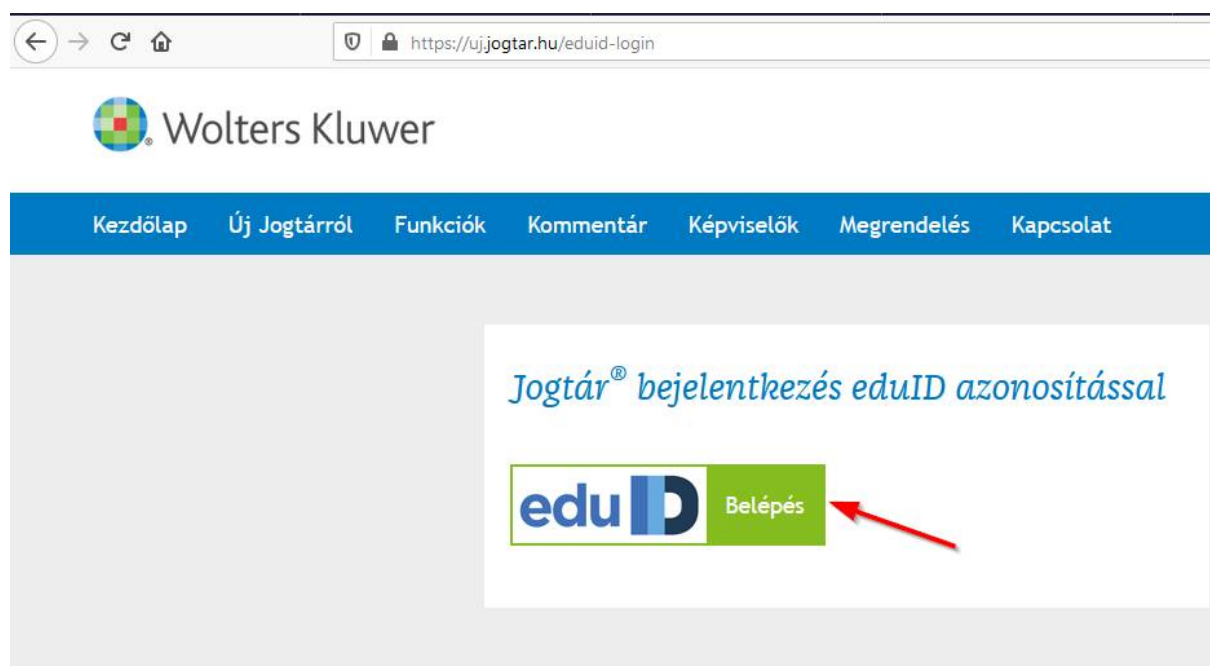 https://uj.jogtar.hu/eduid-login
Wolters Kluwer
Kezdőlap Új Jogtárról Funkciók Kommentár Képviselők Megrendelés Kapcsolat
Jogtár® bejelentkezés eduID azonosítással
eduID Belépés